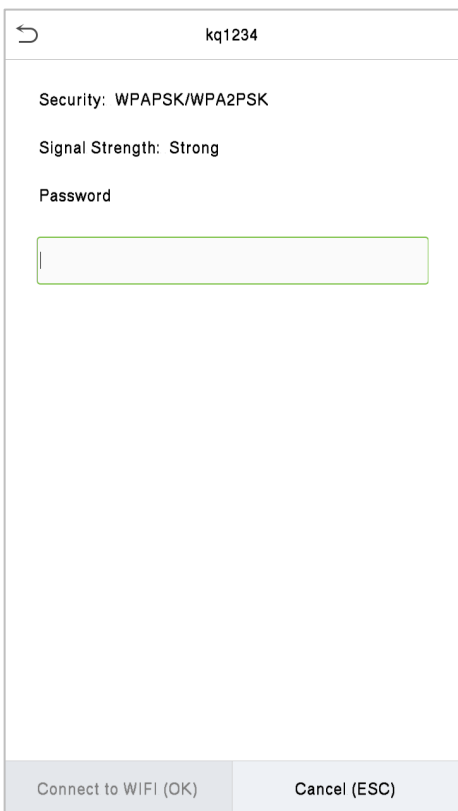 kq1234
Security: WPAPSK/WPA2PSK
Signal Strength: Strong
Password
Connect to WIFI (OK)
Cancel (ESC)